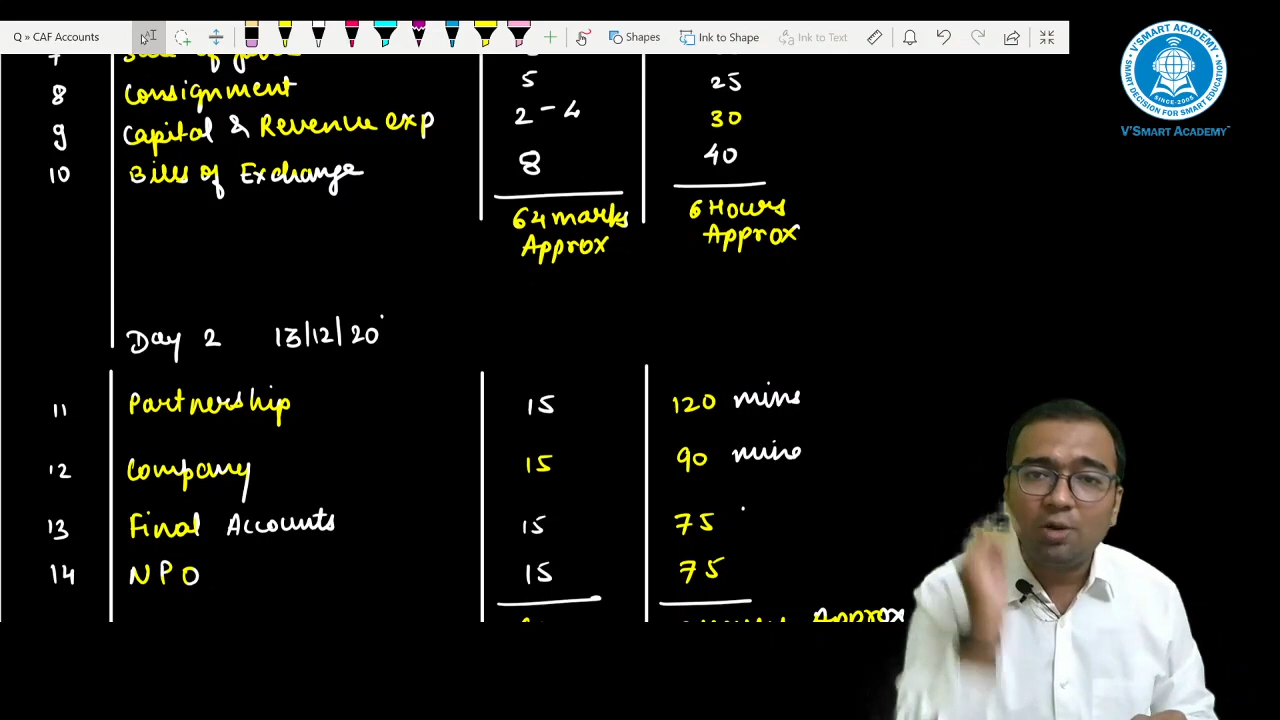 Q » CAF Accounts
Shapes
Ink to Shape
Ink to Text
V'SMART ACADEMY
SMART DECISION FOR SMART EDUCATION
SINCE-2006
V'SMART ACADEMY
7
8 Consignment 5 25
9 Capital & Revenue exp 2 - 4 30
10 Bills of Exchange 8 40
64 marks 6 Hours
Approx Approx
Day 2 13/12/20
11 Partnership 15 120 mins
12 Company 15 90 mins
13 Final Accounts 15 75
14 NPO 15 75
Approx